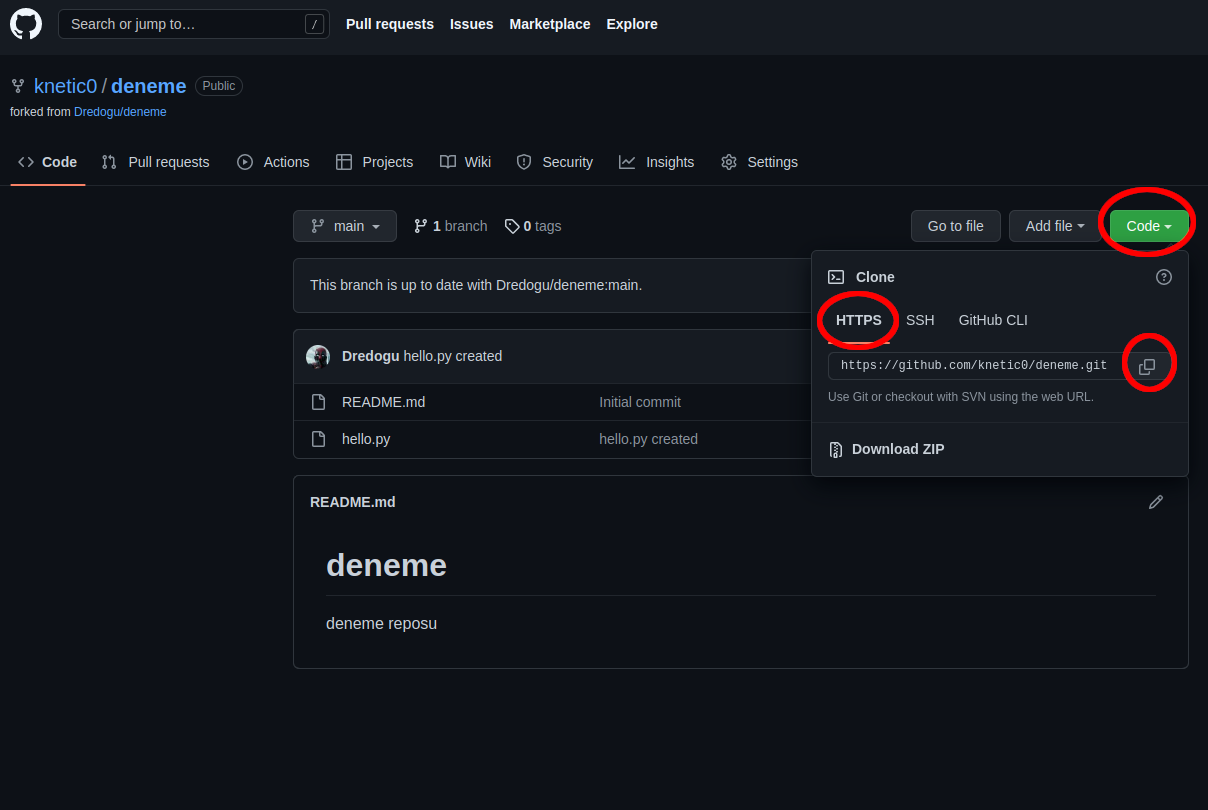 Search or jump to… /
Pull requests Issues Marketplace Explore
knetic0 / deneme Public
forked from Dredogu/deneme
Code Pull requests Actions Projects Wiki Security Insights Settings
main 1 branch 0 tags Go to file Add file Code
This branch is up to date with Dredogu/deneme:main.
Dredogu hello.py created
README.md Initial commit
hello.py hello.py created
Clone
HTTPS SSH GitHub CLI
https://github.com/knetic0/deneme.git
Use Git or checkout with SVN using the web URL.
Download ZIP
README.md
deneme
deneme reposu